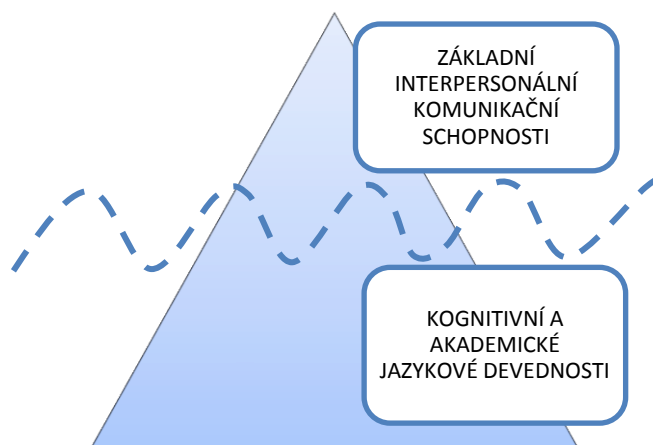 ZÁKLADNÍ
INTERPERSONÁLNÍ
KOMUNIKAČNÍ
SCHOPNOSTI
KOGNITIVNÍ A
AKADEMICKÉ
JAZYKOVÉ DEVEDNOSTI